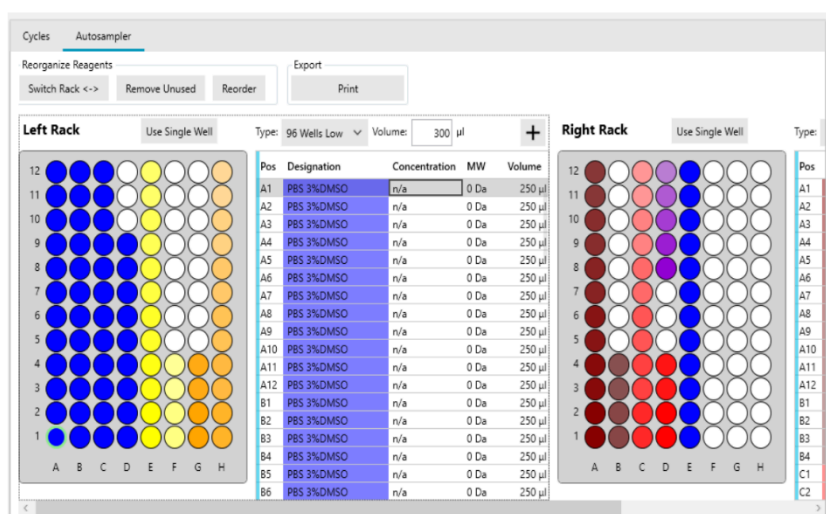 Cycles Autosampler
Reorganize Reagents Export
Switch Rack <-> Remove Unused Reorder Print
Left Rack Use Single Well Type: 96 Wells Low Volume: 300 µl + Right Rack Use Single Well Type:
Pos Designation Concentration MW Volume Pos
12 A1 PBS 3%DMSO n/a 0 Da 250 µl 12 A1
11 A2 PBS 3%DMSO n/a 0 Da 250 µl 11 A2
A3 PBS 3%DMSO n/a 0 Da 250 µl A3
10 A4 PBS 3%DMSO n/a 0 Da 250 µl 10 A4
9 A5 PBS 3%DMSO n/a 0 Da 250 µl 9 A5
8 A6 PBS 3%DMSO n/a 0 Da 250 µl 8 A6
7 A7 PBS 3%DMSO n/a 0 Da 250 µl 7 A7
6 A8 PBS 3%DMSO n/a 0 Da 250 µl 6 A8
A9 PBS 3%DMSO n/a 0 Da 250 µl A9
5 A10 PBS 3%DMSO n/a 0 Da 250 µl 5 A10
4 A11 PBS 3%DMSO n/a 0 Da 250 µl 4 A11
3 A12 PBS 3%DMSO n/a 0 Da 250 µl 3 A12
B1 PBS 3%DMSO n/a 0 Da 250 µl B1
2 B2 PBS 3%DMSO n/a 0 Da 250 µl 2 B2
1 B3 PBS 3%DMSO n/a 0 Da 250 µl 1 B3
B4 PBS 3%DMSO n/a 0 Da 250 µl B4
A B C D E F G H B5 PBS 3%DMSO n/a 0 Da 250 µl A B C D E F G H C1
B6 PBS 3%DMSO n/a 0 Da 250 µl C2